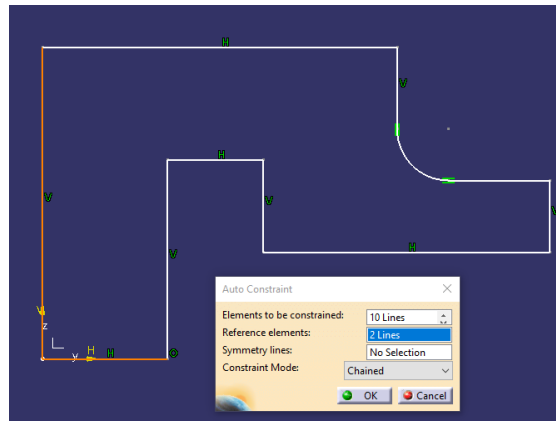 H
V
H
V
V
V
H
V
V
z
H
y
H
Auto Constraint
Elements to be constrained: 10 Lines
Reference elements: 2 Lines
Symmetry lines: No Selection
Constraint Mode: Chained
OK Cancel